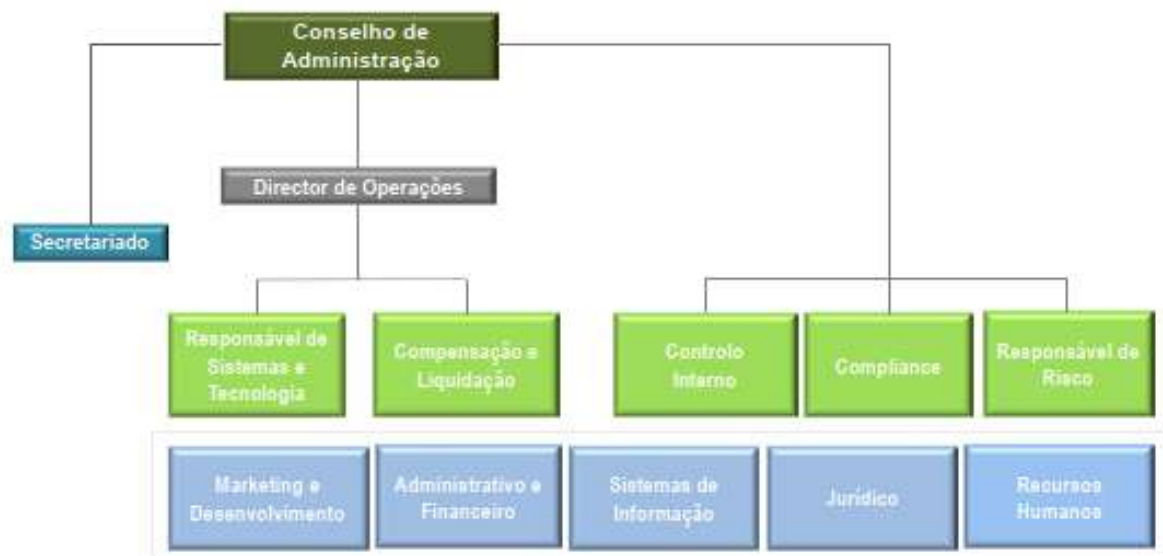 Conselho de
Administração
Director de Operações
Secretariado
Responsável de
Sistemas e
Tecnologia
Compensação e
Liquidação
Controlo
Interno
Compliance
Responsável de
Risco
Marketing e
Desenvolvimento
Administrativo e
Financeiro
Sistemas de
Informação
Jurídico
Recursos
Humanos